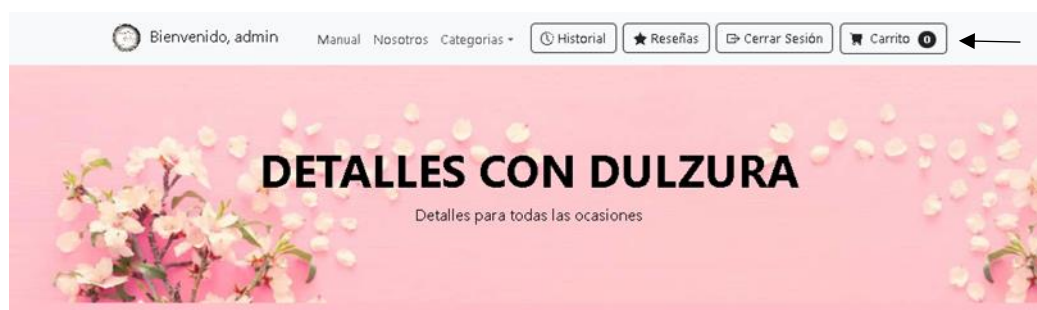 Bienvenido, admin Manual Nosotros Categorias Historial Reseñas Cerrar Sesión Carrito 0
DETALLES CON DULZURA
Detalles para todas las ocasiones